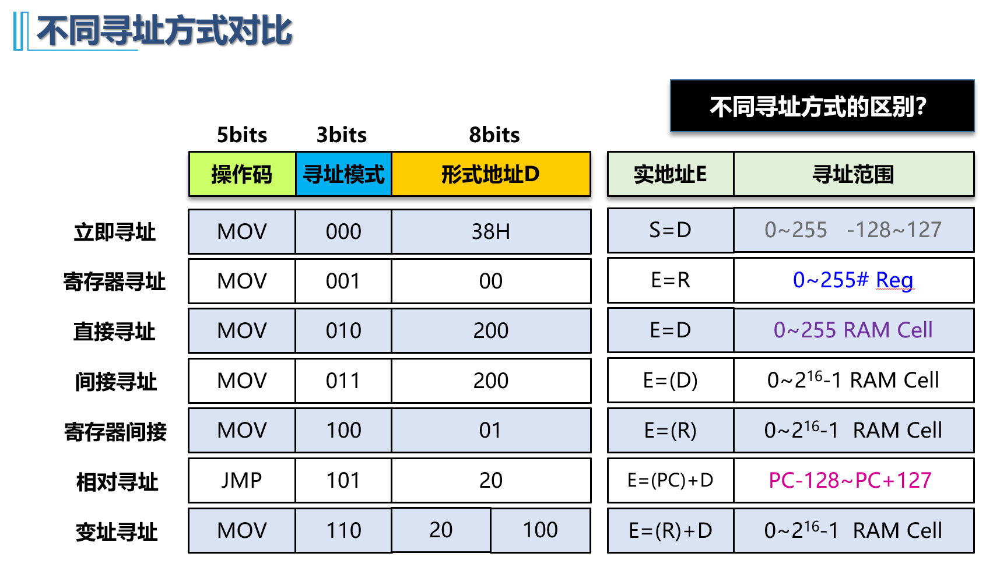 不同寻址方式对比
不同寻址方式的区别?
5bits 3bits 8bits
操作码 寻址模式 形式地址D 实地址E 寻址范围
立即寻址 MOV 000 38H S=D 0~255 -128~127
寄存器寻址 MOV 001 00 E=R 0~255# Reg
直接寻址 MOV 010 200 E=D 0~255 RAM Cell
间接寻址 MOV 011 200 E=(D) 0~2¹⁶-1 RAM Cell
寄存器间接 MOV 100 01 E=(R) 0~2¹⁶-1 RAM Cell
相对寻址 JMP 101 20 E=(PC)+D PC-128~PC+127
变址寻址 MOV 110 20 100 E=(R)+D 0~2¹⁶-1 RAM Cell